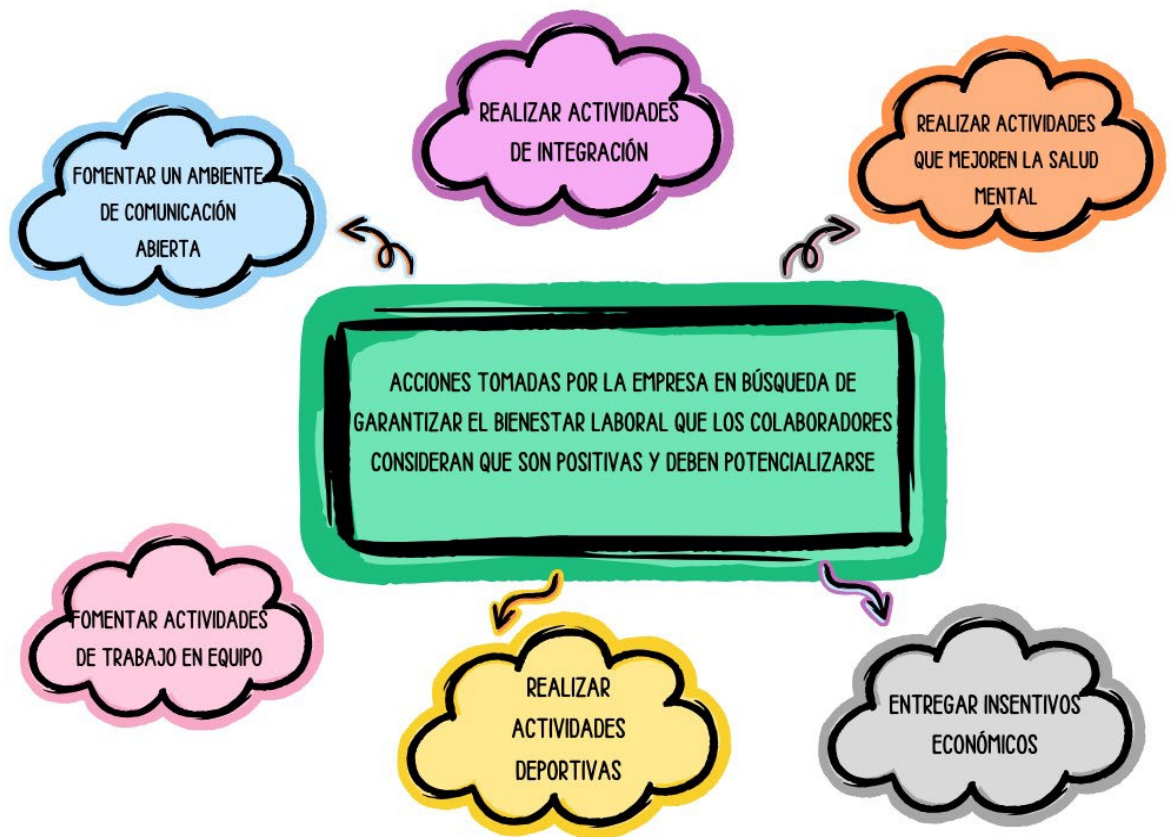 REALIZAR ACTIVIDADES
DE INTEGRACIÓN
REALIZAR ACTIVIDADES
QUE MEJOREN LA SALUD
MENTAL
FOMENTAR UN AMBIENTE
DE COMUNICACIÓN
ABIERTA
ACCIONES TOMADAS POR LA EMPRESA EN BÚSQUEDA DE
GARANTIZAR EL BIENESTAR LABORAL QUE LOS COLABORADORES
CONSIDERAN QUE SON POSITIVAS Y DEBEN POTENCIALIZARSE
FOMENTAR ACTIVIDADES
DE TRABAJO EN EQUIPO
REALIZAR
ACTIVIDADES
DEPORTIVAS
ENTREGAR INSENTIVOS
ECONÓMICOS